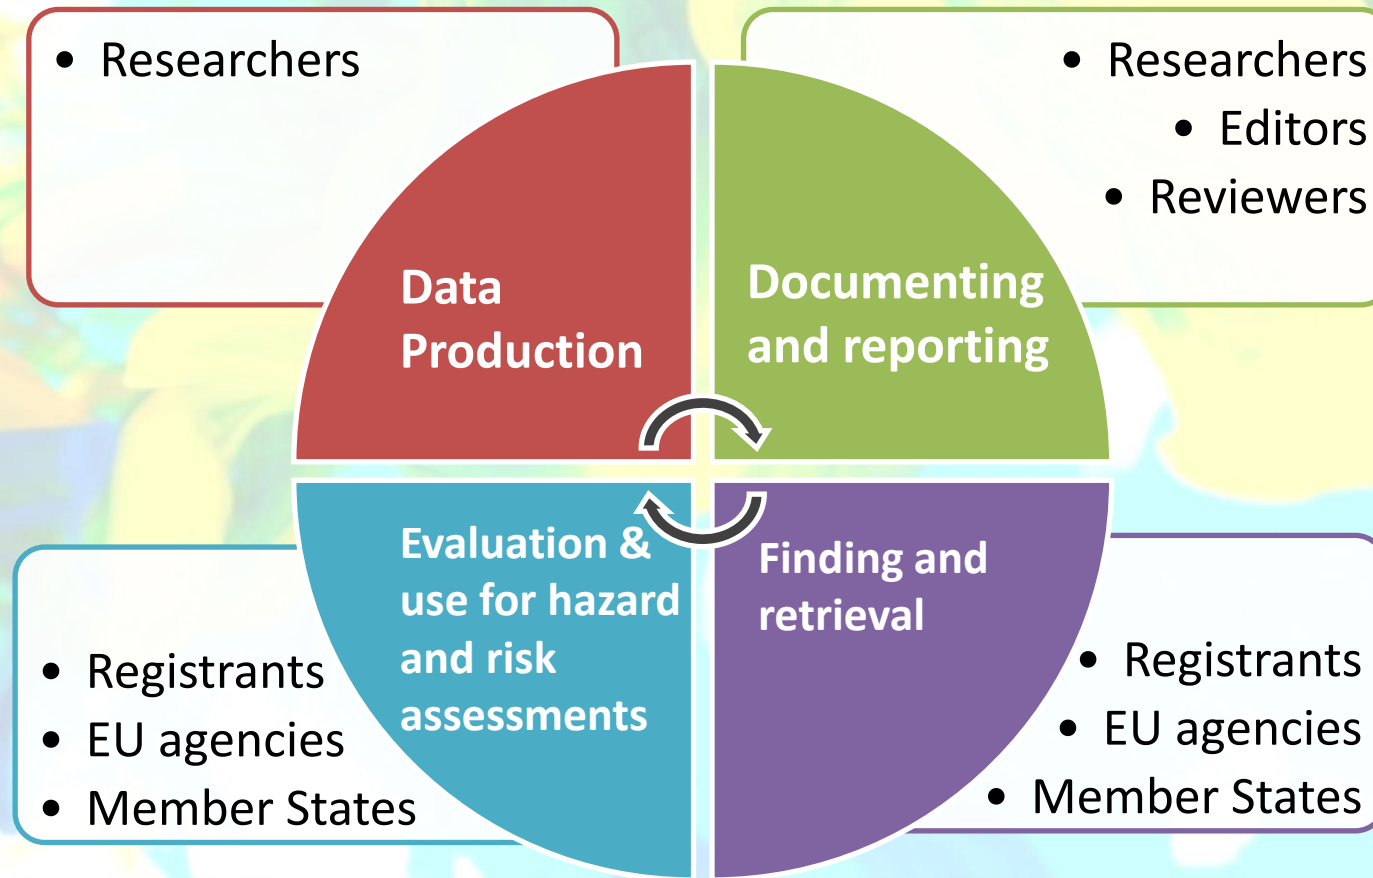 • Researchers
Data
Production
• Researchers
• Editors
• Reviewers
Documenting
and reporting
Evaluation &
use for hazard
and risk
assessments
• Registrants
• EU agencies
• Member States
Finding and
retrieval
• Registrants
• EU agencies
• Member States